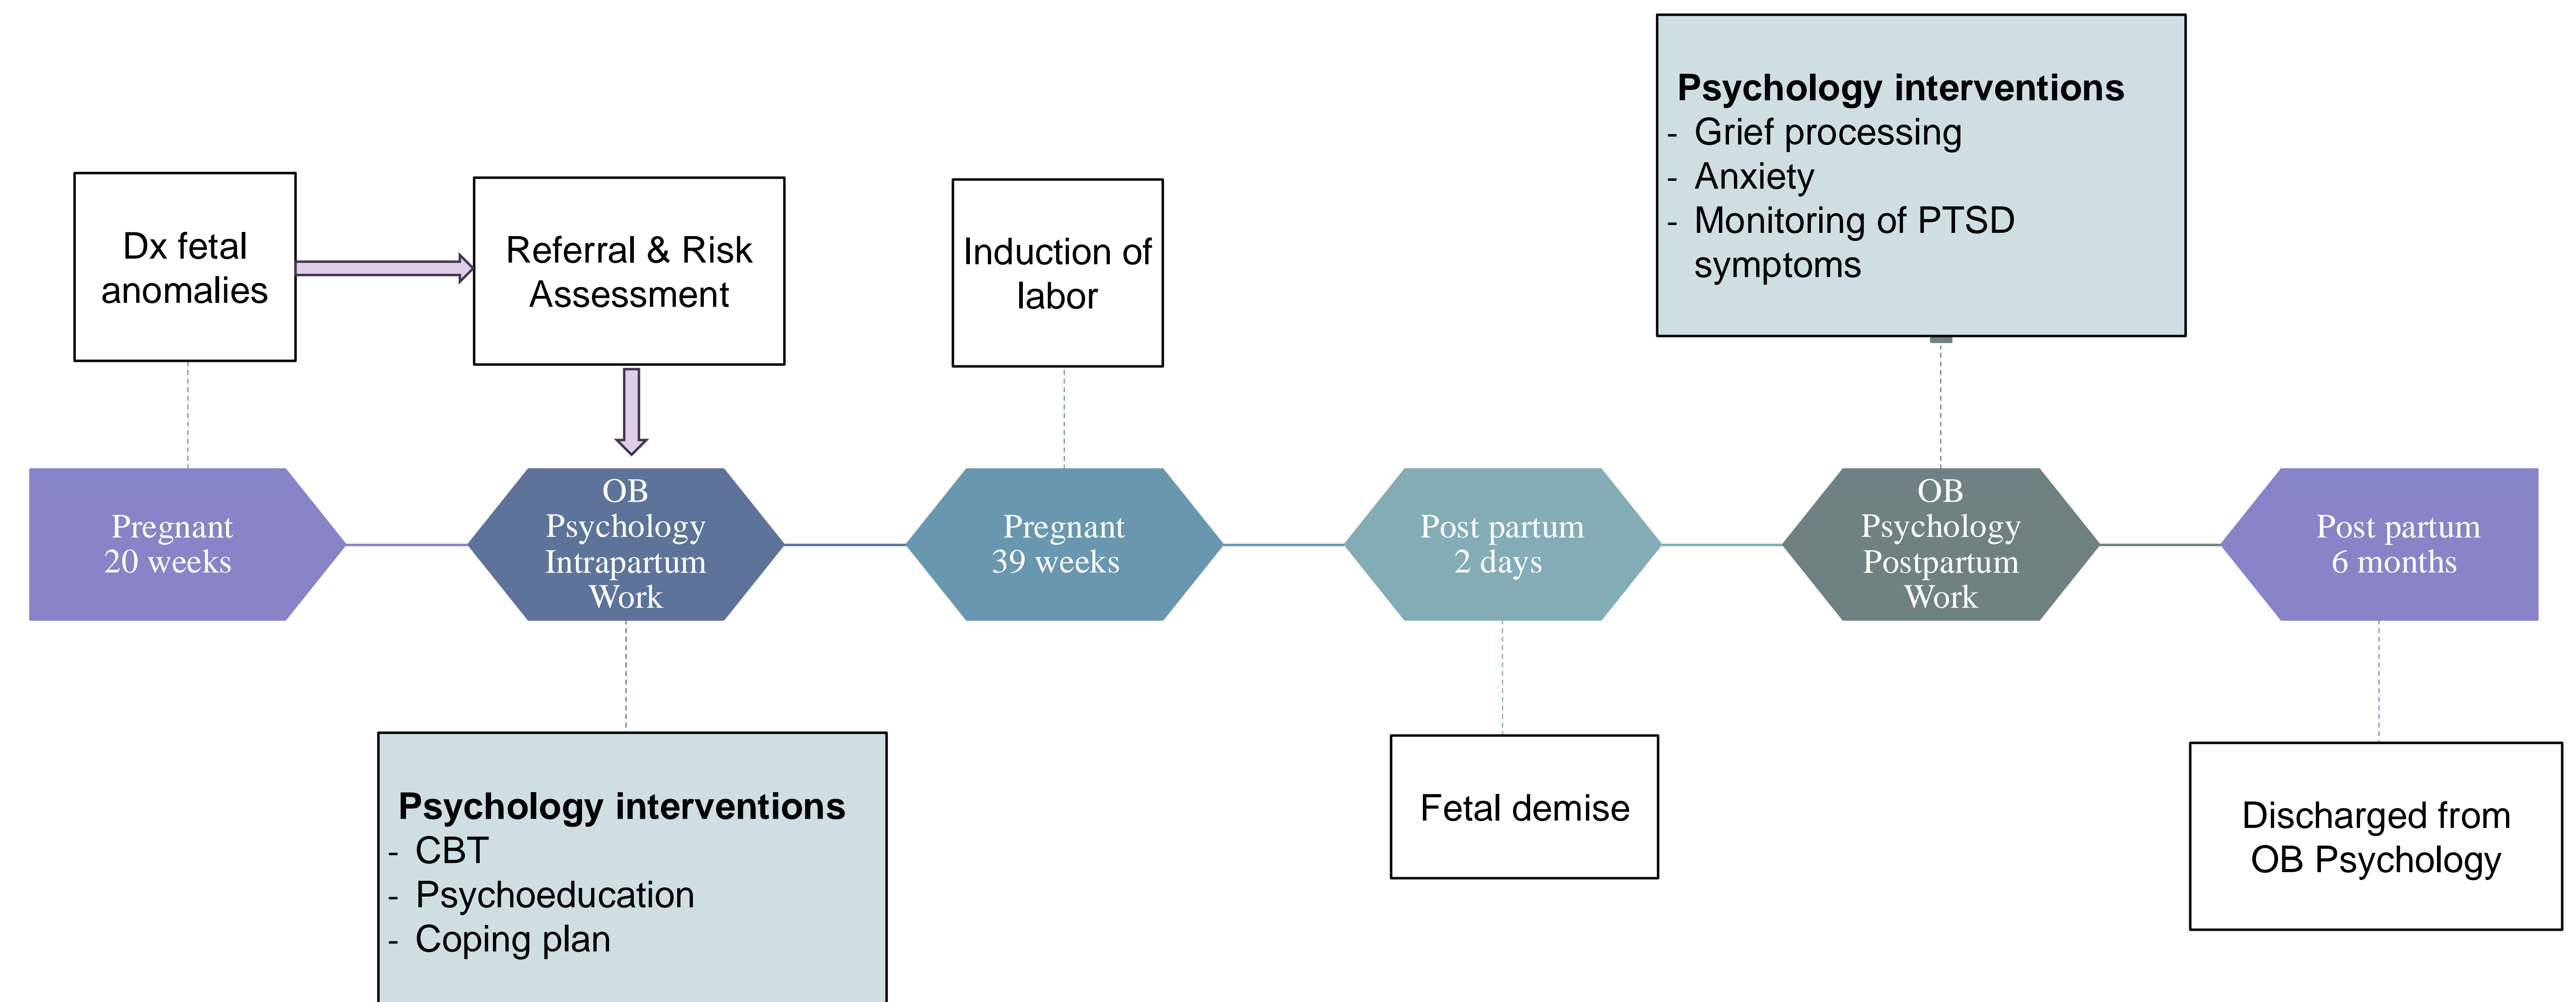 Psychology interventions
- Grief processing
- Anxiety
- Monitoring of PTSD
symptoms
Dx fetal
anomalies
Referral & Risk
Assessment
Induction of
labor
Pregnant
20 weeks
OB
Psychology
Intrapartum
Work
Pregnant
39 weeks
Post partum
2 days
OB
Psychology
Postpartum
Work
Post partum
6 months
Psychology interventions
- CBT
- Psychoeducation
- Coping plan
Fetal demise
Discharged from
OB Psychology